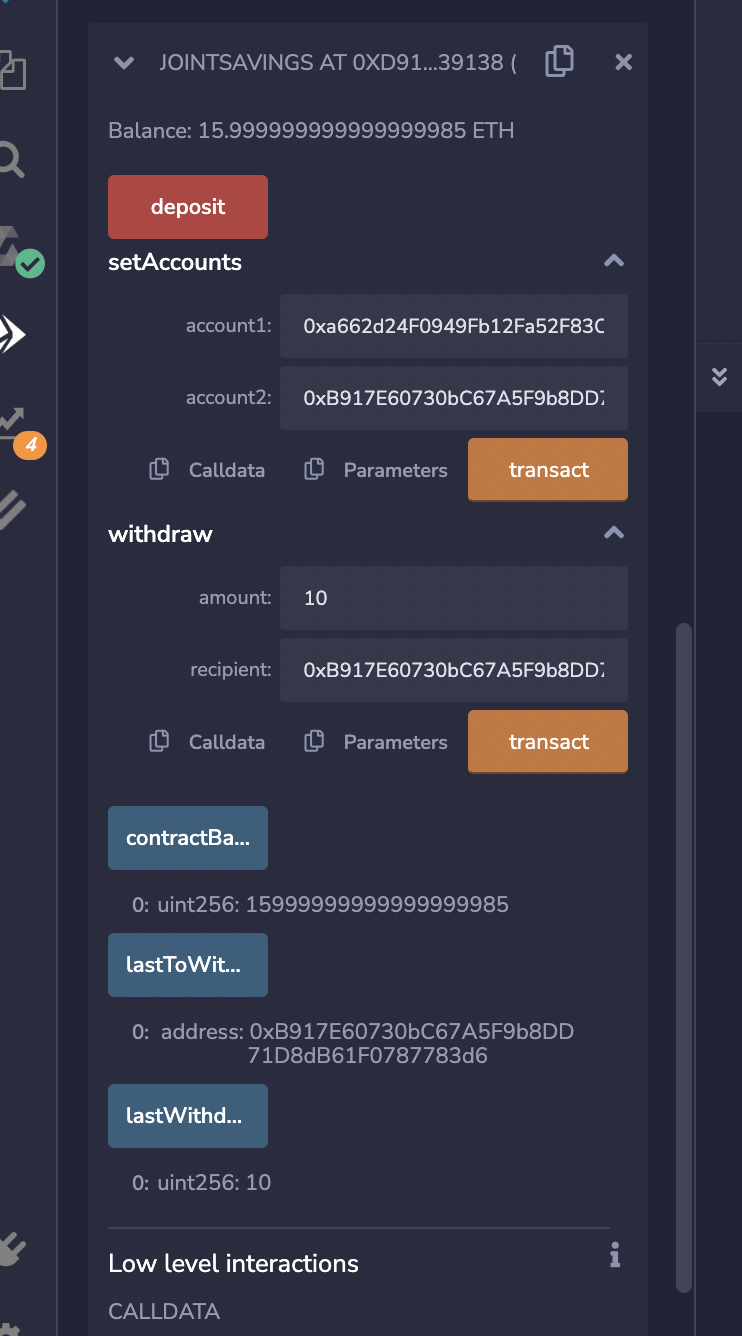 JOINTSAVINGS AT 0XD91...39138 (
Balance: 15.999999999999999985 ETH
deposit
setAccounts
account1: 0xa662d24F0949Fb12Fa52F83C
account2: 0xB917E60730bC67A5F9b8DD7
Calldata Parameters transact
withdraw
amount: 10
recipient: 0xB917E60730bC67A5F9b8DD7
Calldata Parameters transact
contractBa...
0: uint256: 15999999999999999985
lastToWit...
0: address: 0xB917E60730bC67A5F9b8DD
71D8dB61F0787783d6
lastWithd...
0: uint256: 10
Low level interactions
CALLDATA
4